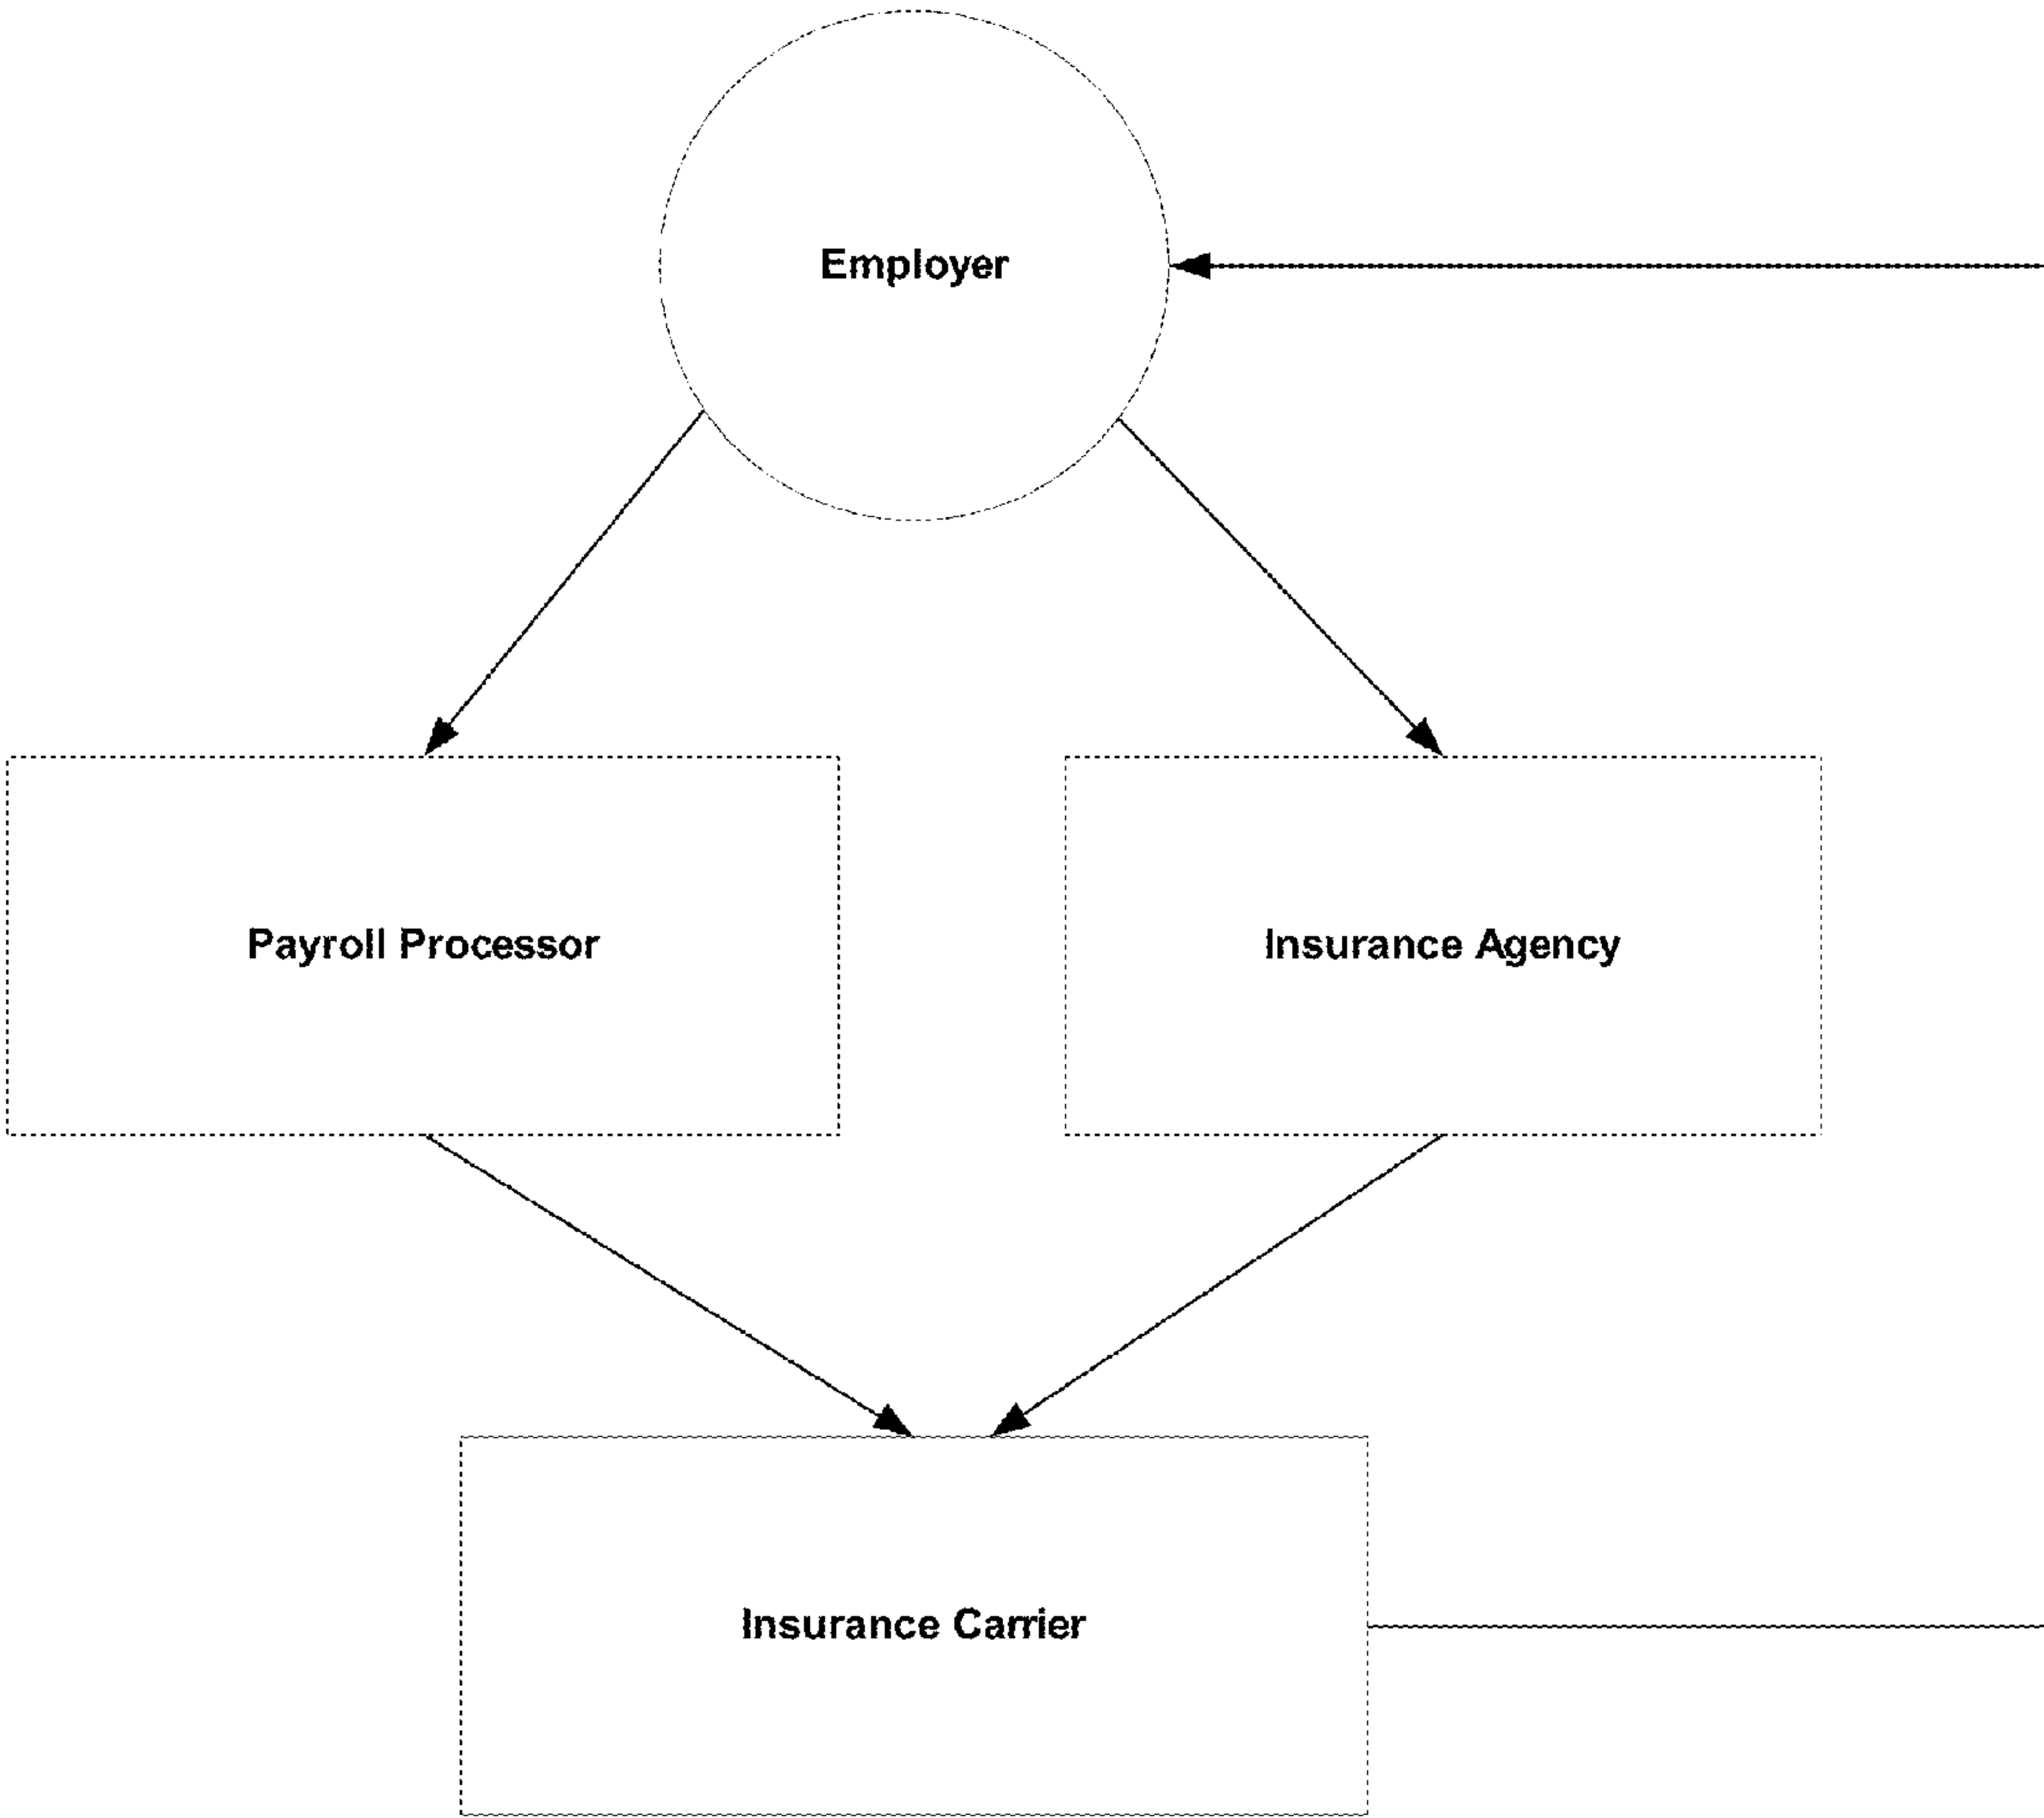 Employer
Payroll Processor
Insurance Agency
Insurance Carrier